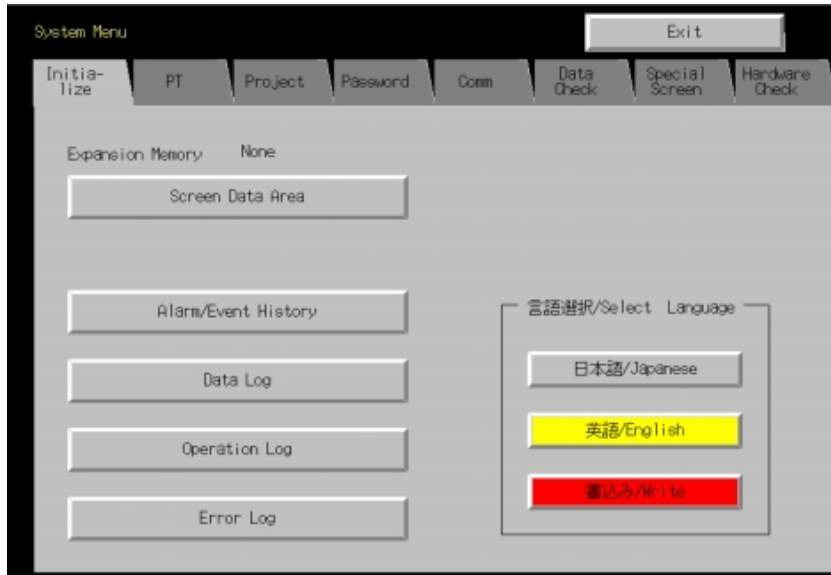 System Menu
Exit
Initia-
lize
PT
Project
Password
Comm
Data
Check
Special
Screen
Hardware
Check
Expansion Memory None
Screen Data Area
Alarm/Event History
言語選択/Select Language
Data Log
日本語/Japanese
Operation Log
英語/English
書込み/Write
Error Log